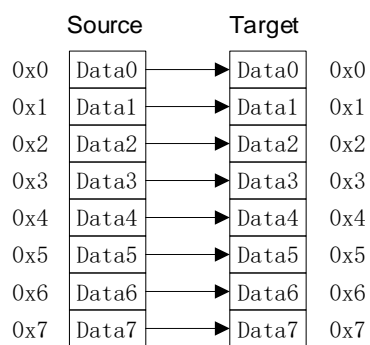 Source Target
0x0 Data0 Data0 0x0
0x1 Data1 Data1 0x1
0x2 Data2 Data2 0x2
0x3 Data3 Data3 0x3
0x4 Data4 Data4 0x4
0x5 Data5 Data5 0x5
0x6 Data6 Data6 0x6
0x7 Data7 Data7 0x7